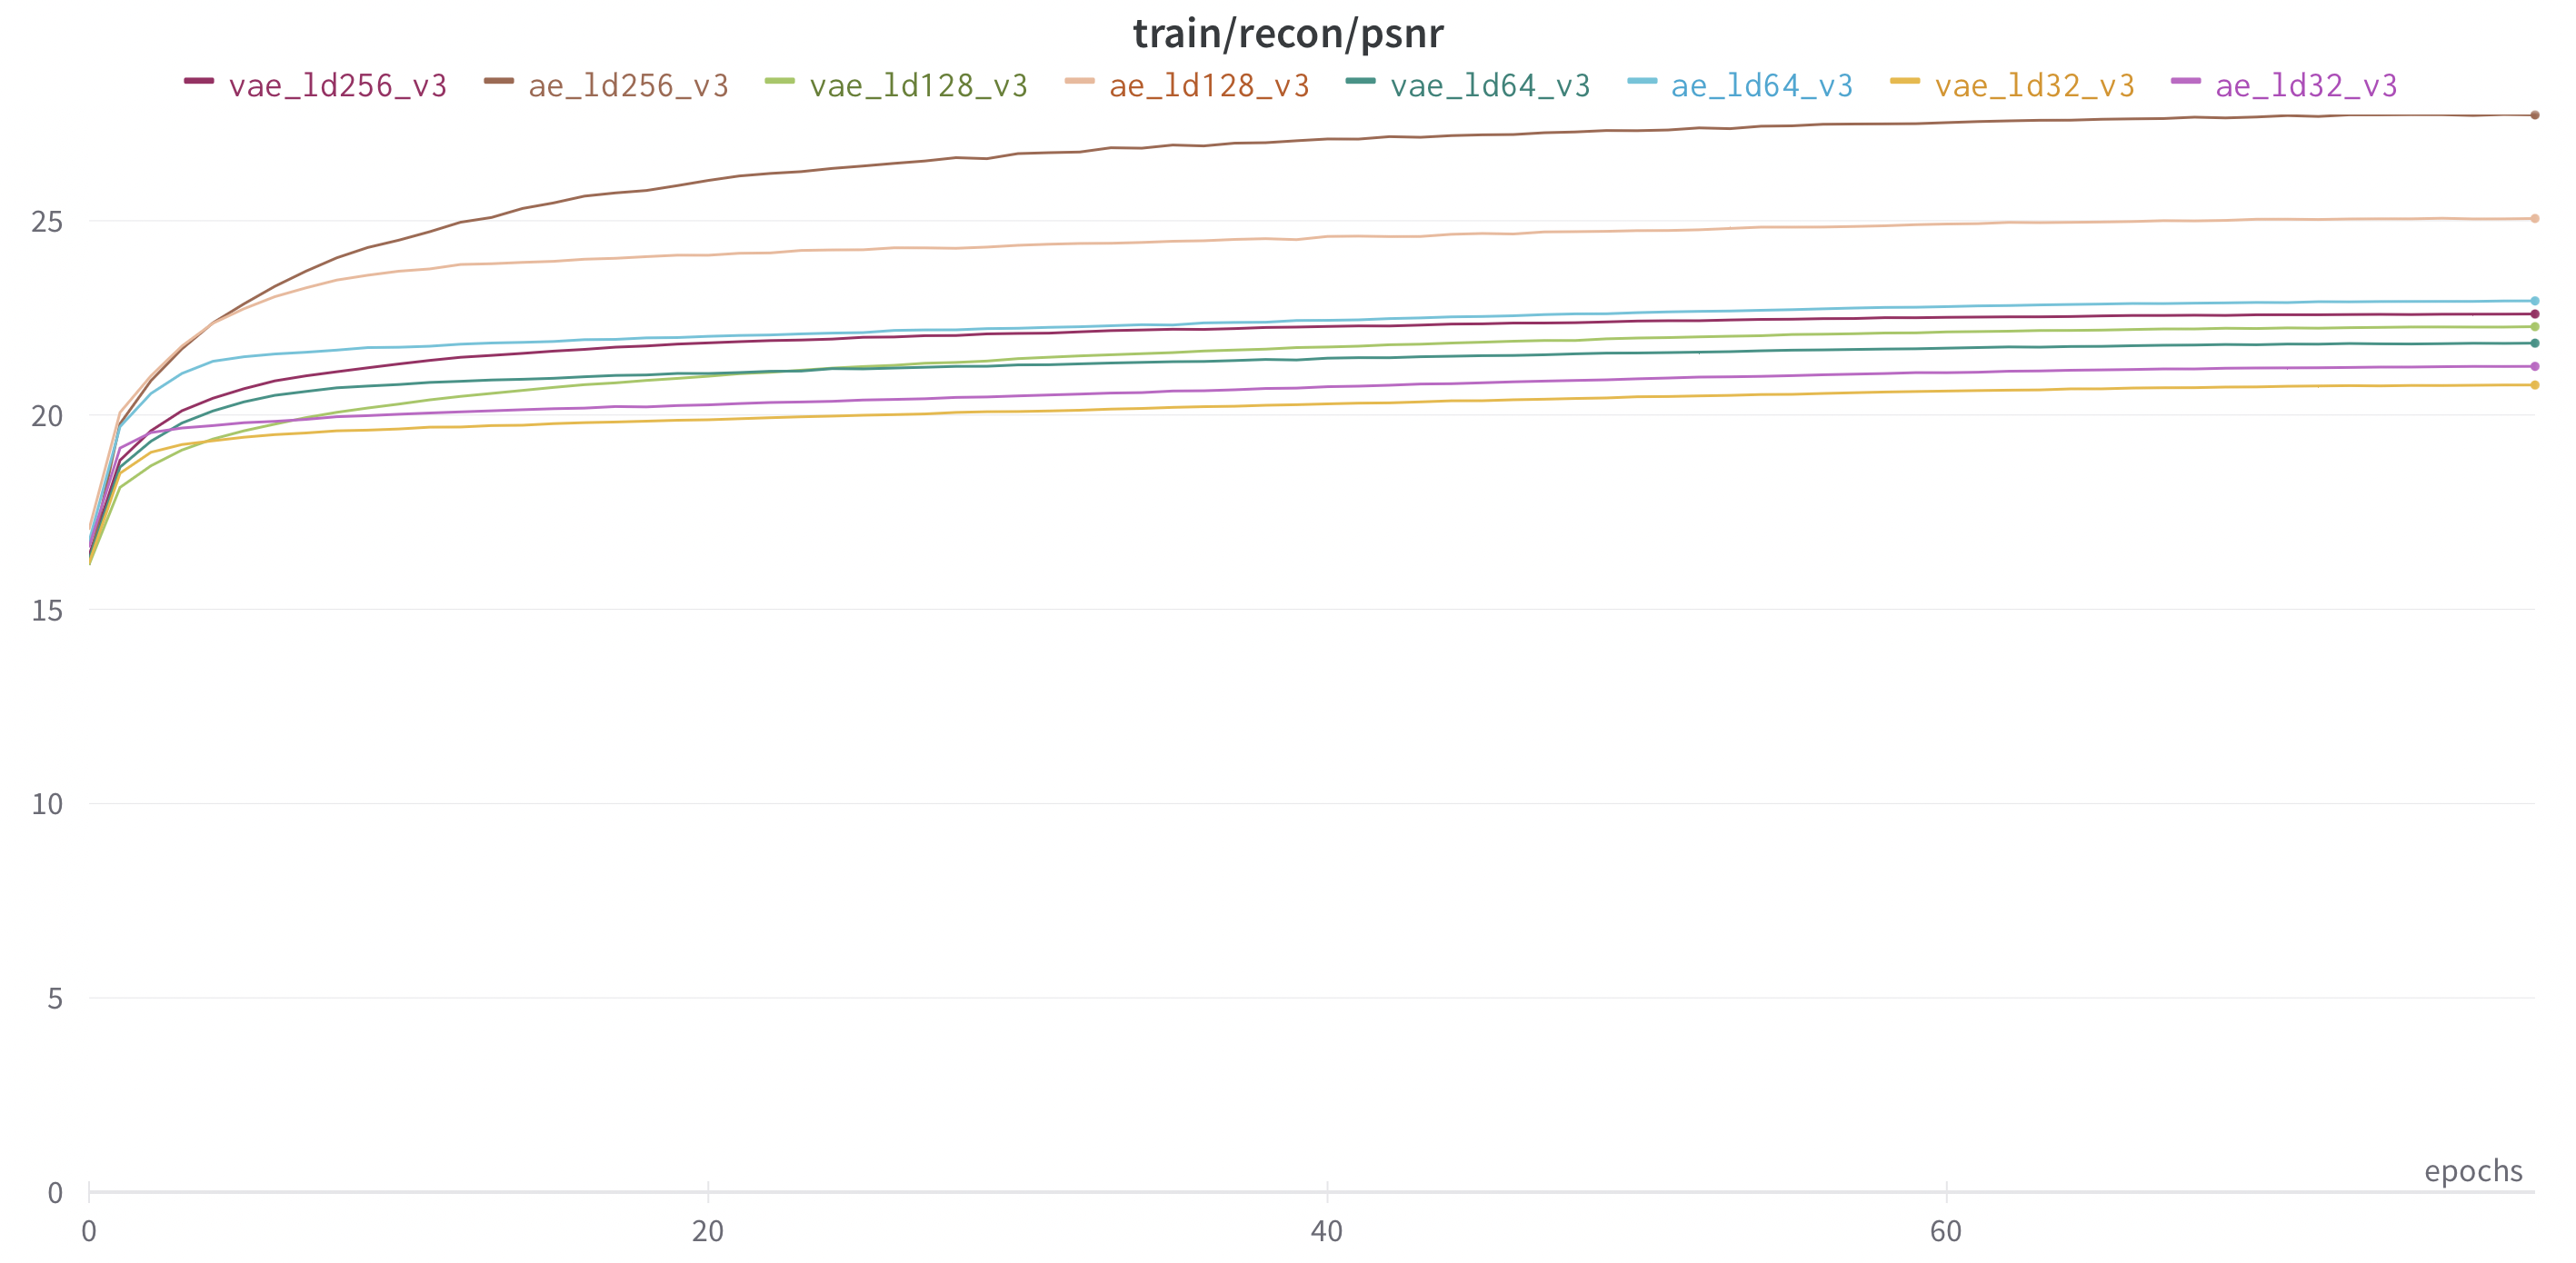 train/recon/psnr
vae_ld256_v3 ae_ld256_v3 vae_ld128_v3 ae_ld128_v3 vae_ld64_v3 ae_ld64_v3 vae_ld32_v3 ae_ld32_v3
25
20
15
10
5
0
epochs
0 20 40 60